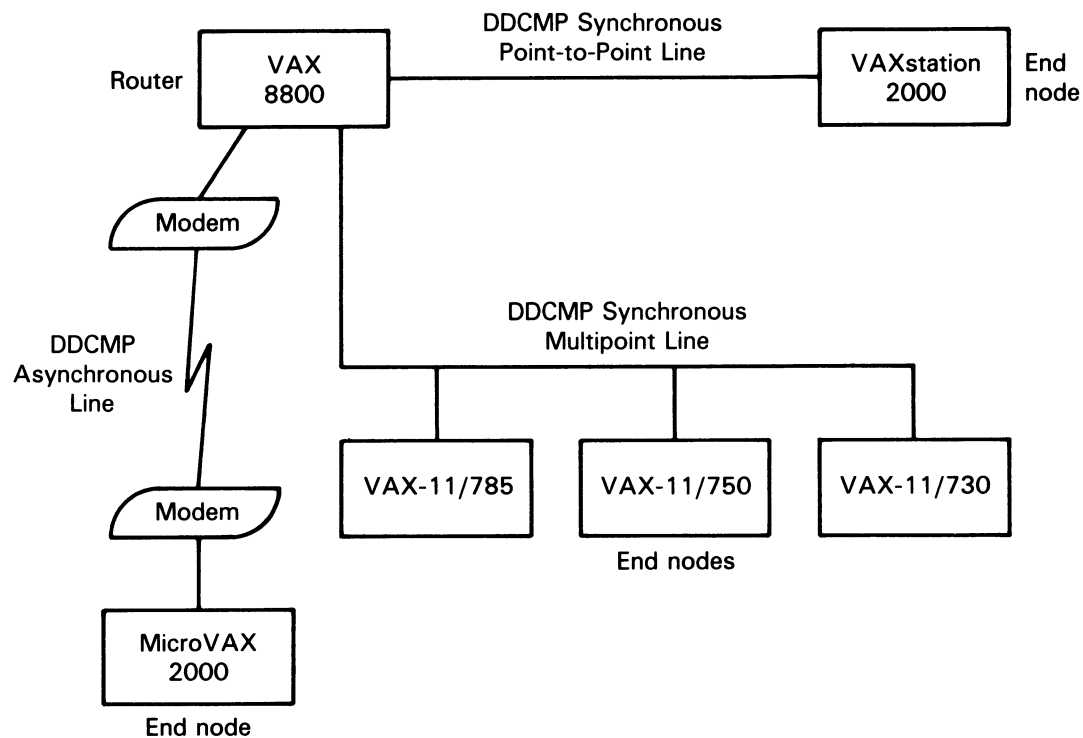 DDCMP Synchronous
Point-to-Point Line
Router
VAX
8800
VAXstation
2000
End
node
Modem
DDCMP
Asynchronous
Line
DDCMP Synchronous
Multipoint Line
VAX-11/785
VAX-11/750
VAX-11/730
End nodes
Modem
MicroVAX
2000
End node